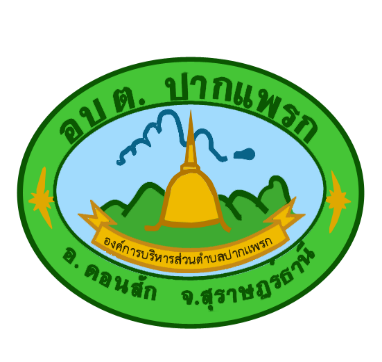 อบต. ปากแพรก
องค์การบริหารส่วนตำบลปากแพรก
อ. ดอนสัก จ.สุราษฎร์ธานี